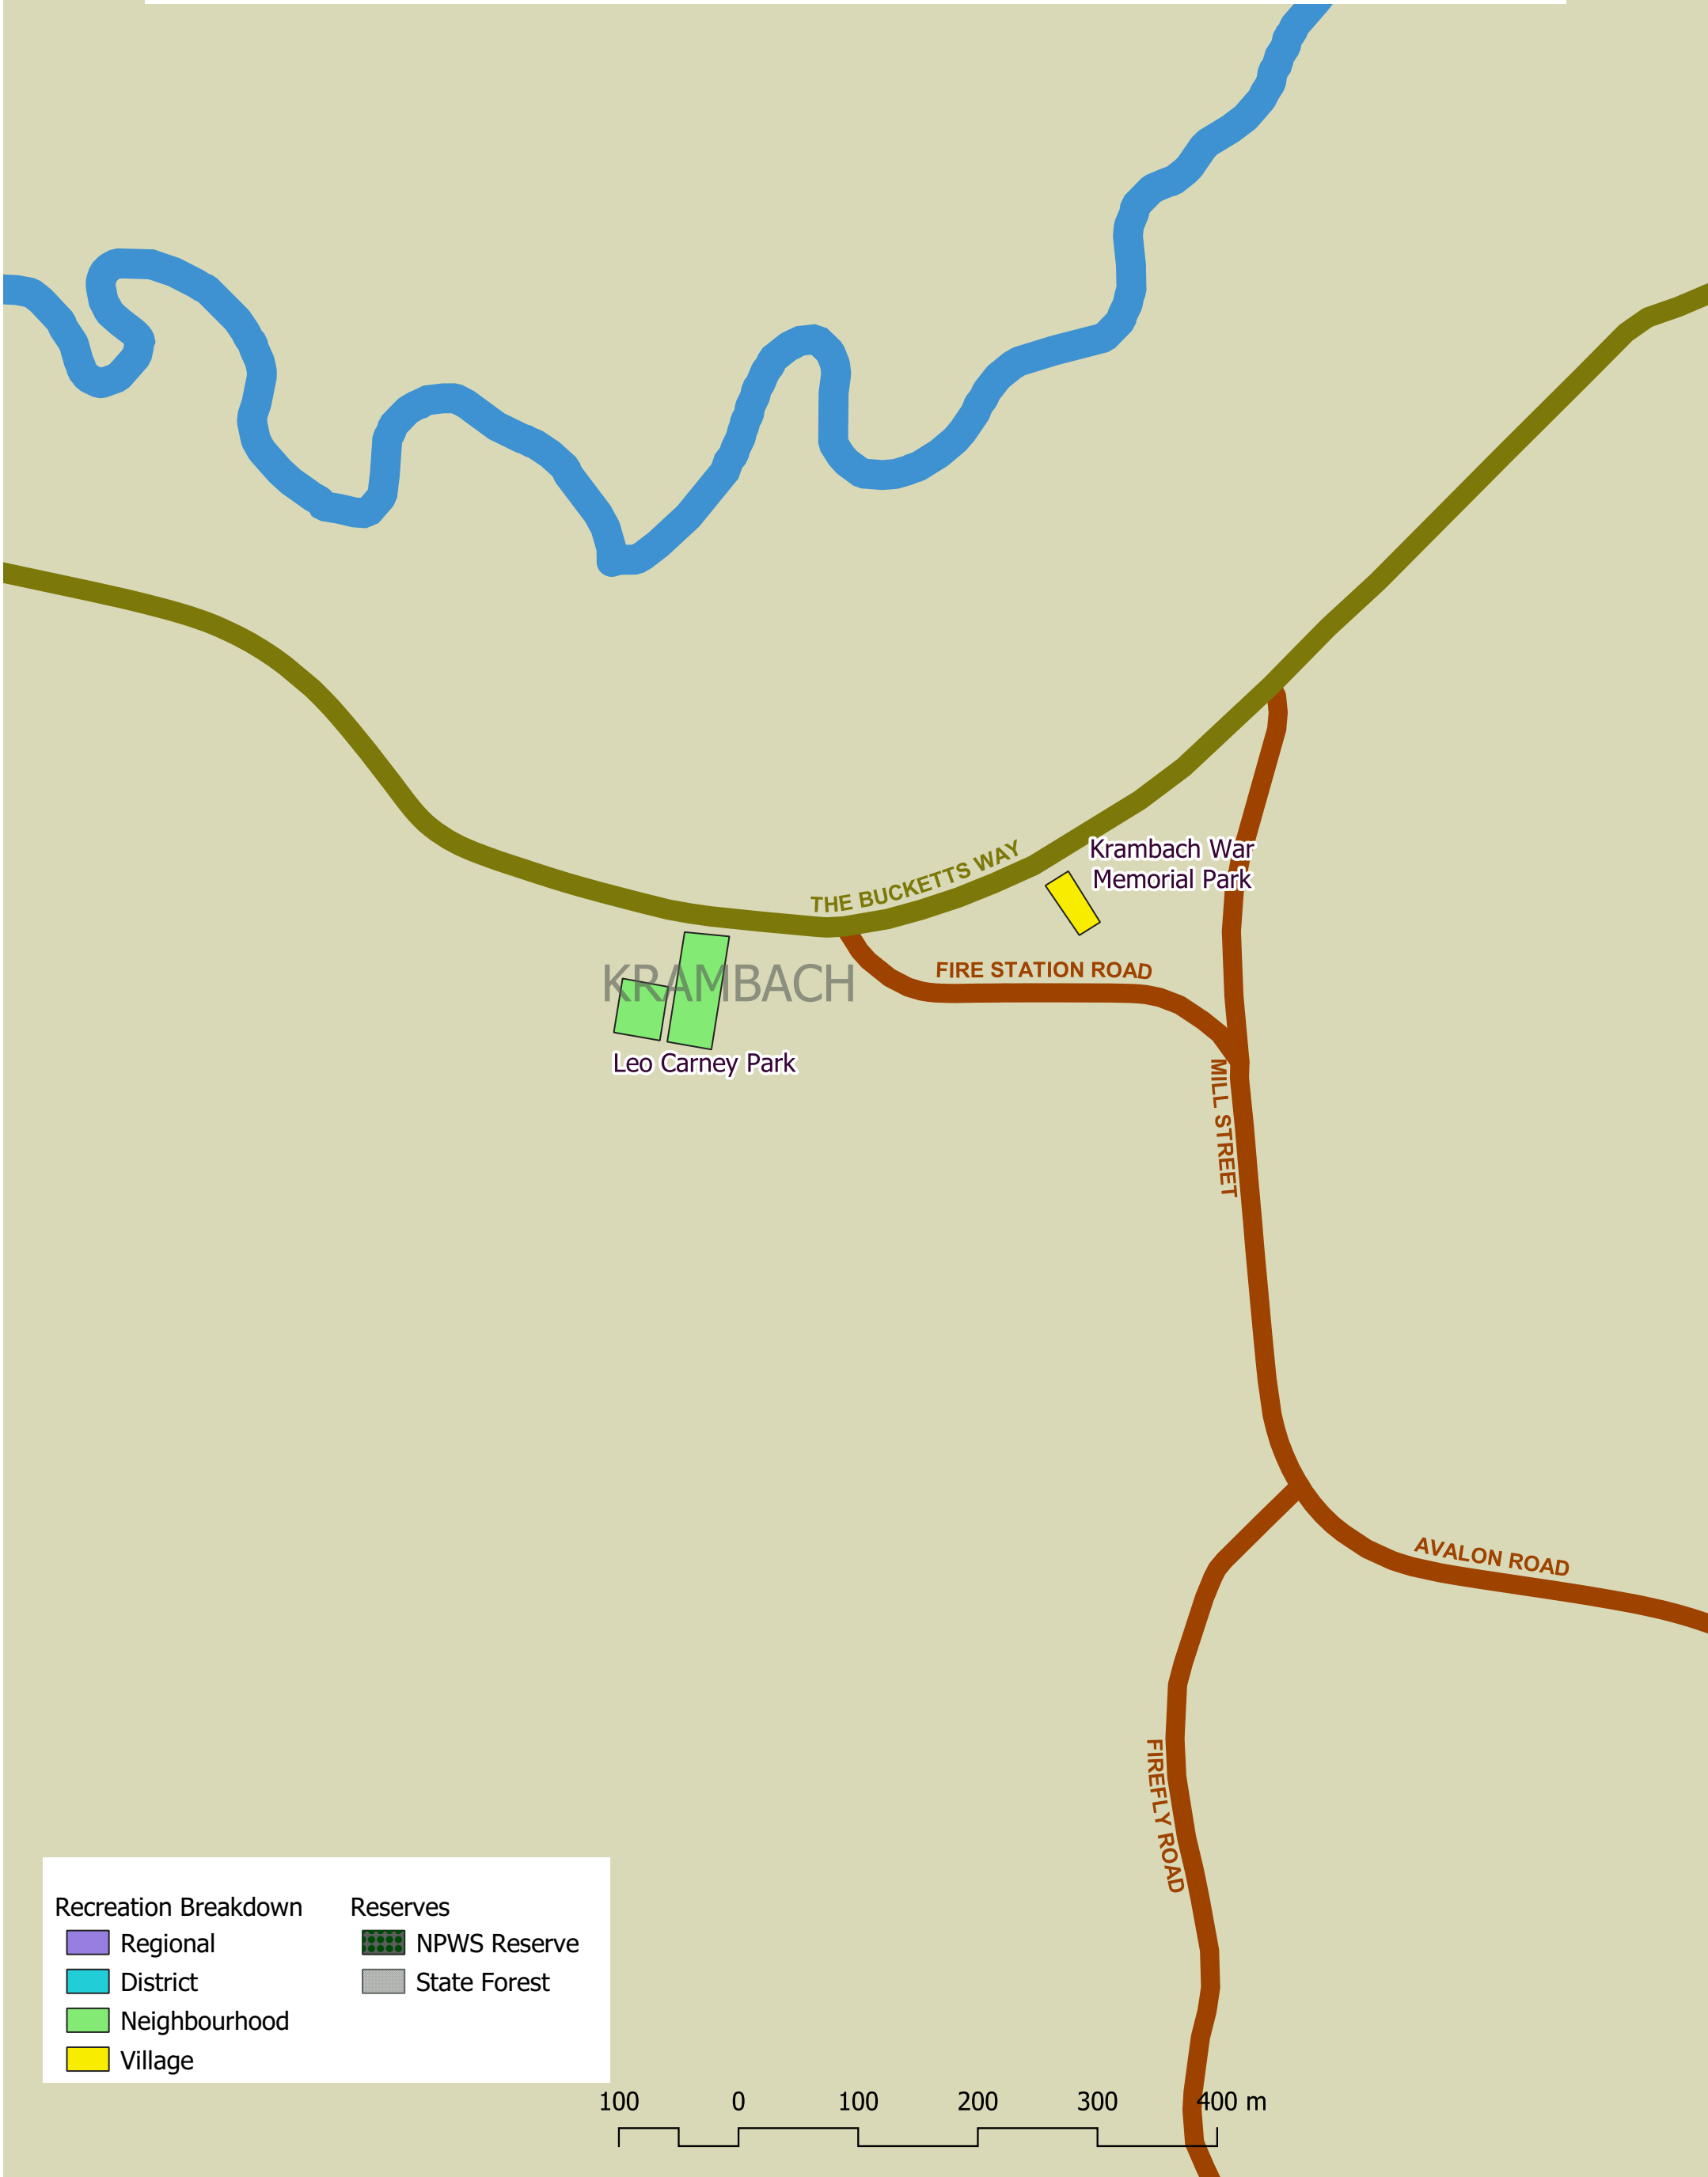 THE BUCKETTS WAY
Krambach War
Memorial Park
KRAMBACH
FIRE STATION ROAD
Leo Carney Park
MILL STREET
AVALON ROAD
FIREFLY ROAD
Recreation Breakdown
Regional
District
Neighbourhood
Village
Reserves
NPWS Reserve
State Forest
100 0 100 200 300 400 m